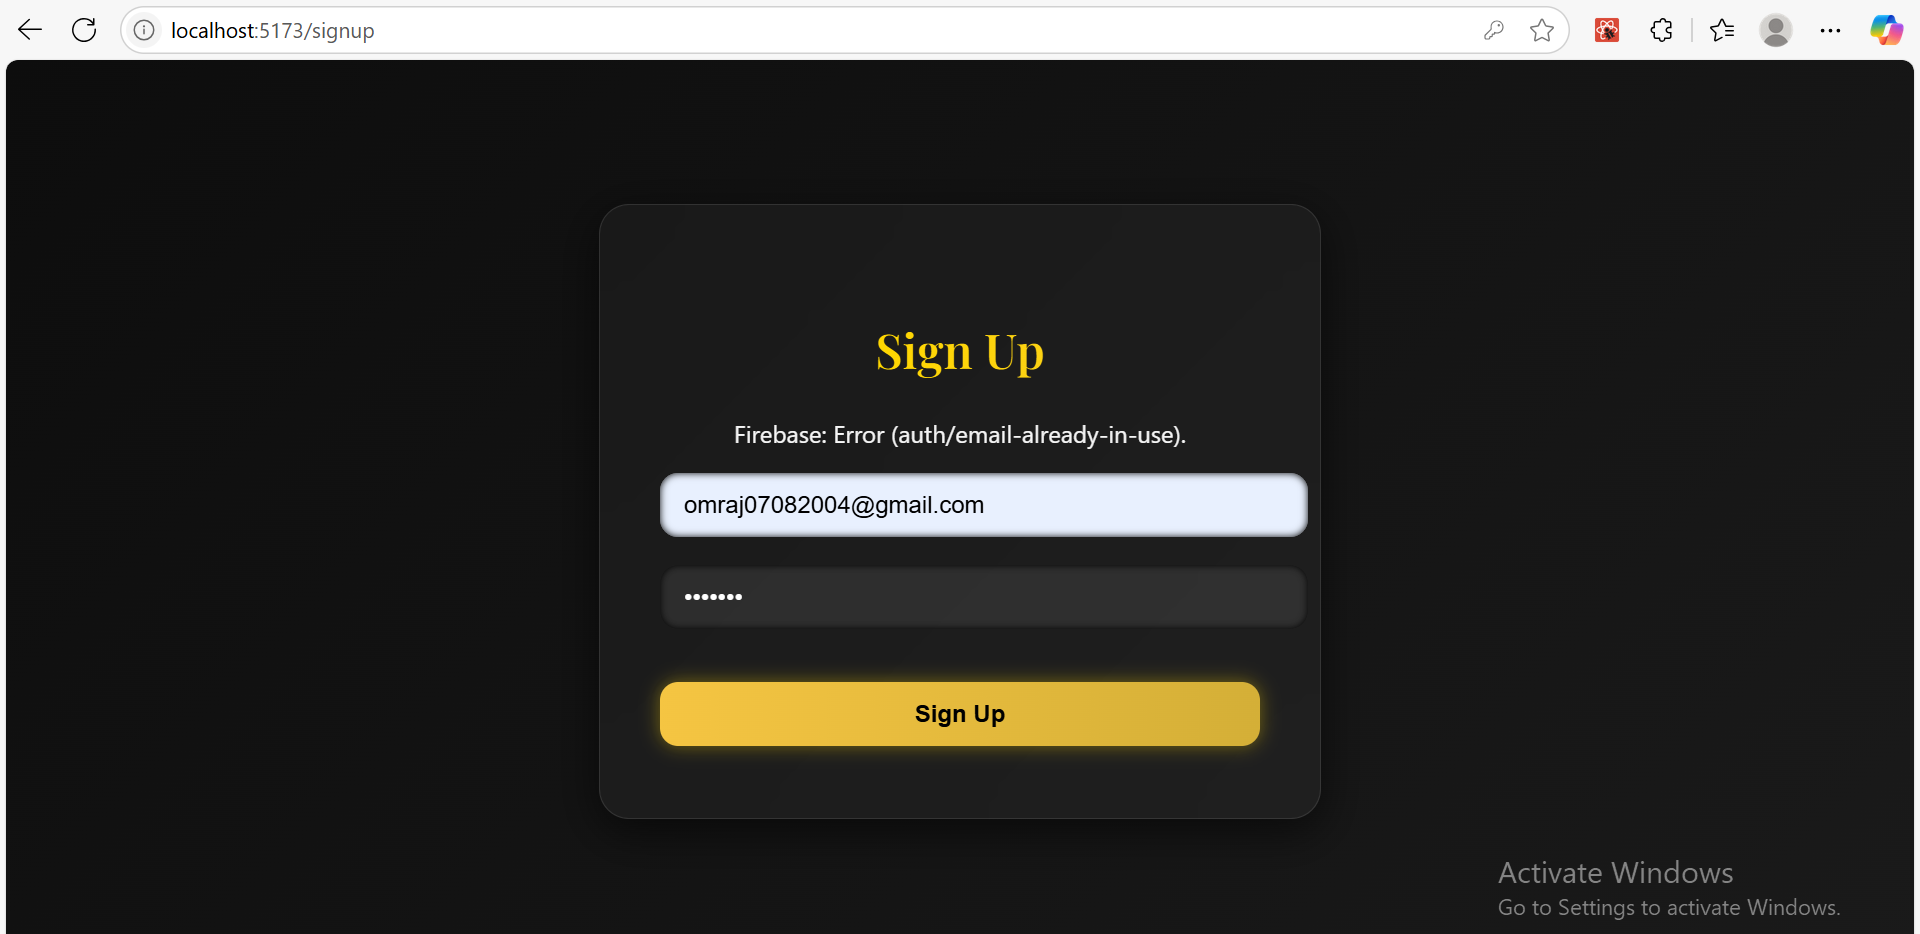 localhost:5173/signup
Sign Up
Firebase: Error (auth/email-already-in-use).
omraj07082004@gmail.com
•••••••
Sign Up
Activate Windows
Go to Settings to activate Windows.